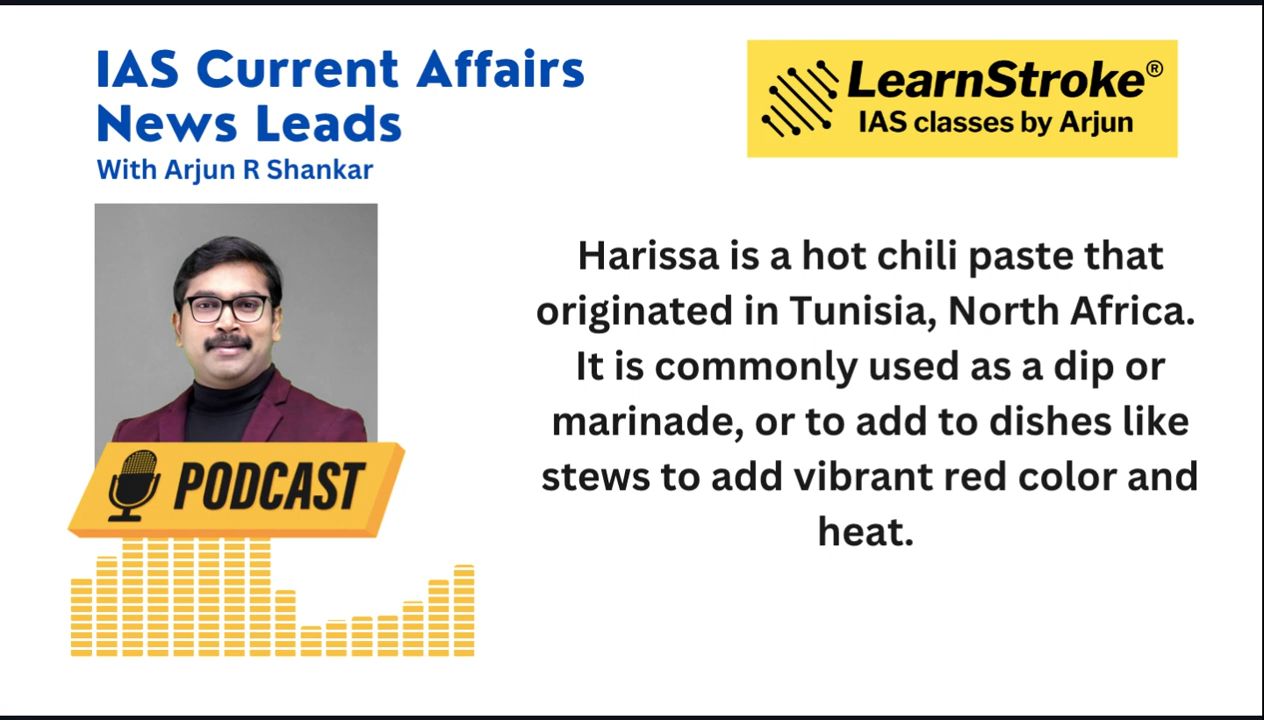 IAS Current Affairs
News Leads
With Arjun R Shankar
LearnStroke®
IAS classes by Arjun
Harissa is a hot chili paste that
originated in Tunisia, North Africa.
It is commonly used as a dip or
marinade, or to add to dishes like
stews to add vibrant red color and
heat.
PODCAST